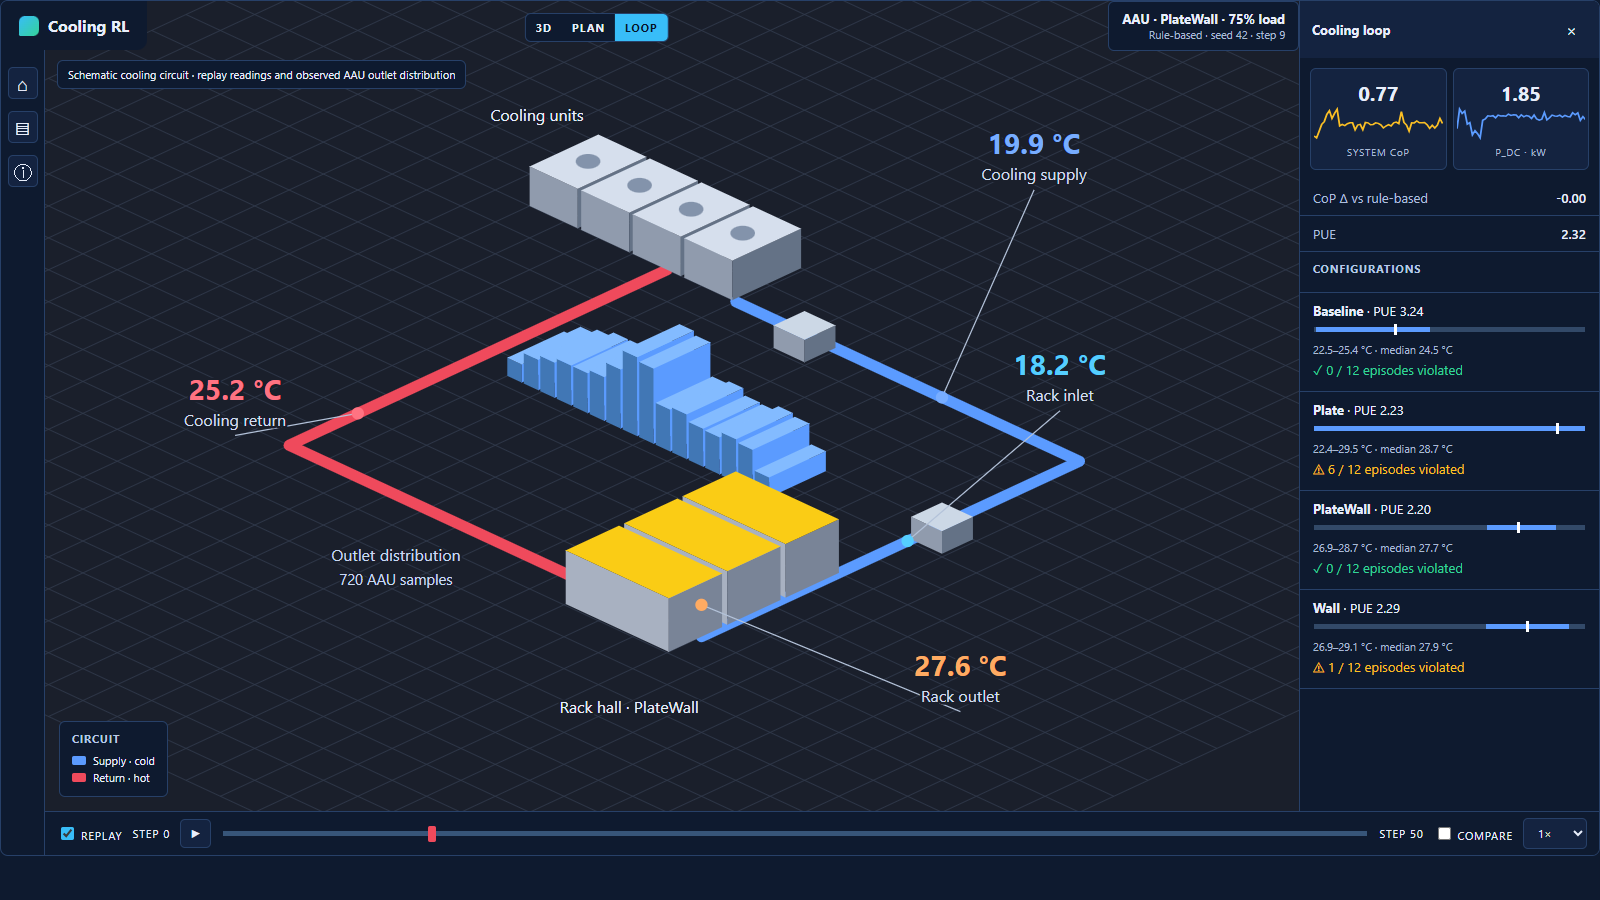 Cooling RL
3D PLAN LOOP
AAU · PlateWall · 75% load
Rule-based · seed 42 · step 9
Schematic cooling circuit · replay readings and observed AAU outlet distribution
Cooling units
19.9 °C
Cooling supply
18.2 °C
Rack inlet
25.2 °C
Cooling return
Outlet distribution
720 AAU samples
27.6 °C
Rack outlet
Rack hall · PlateWall
CIRCUIT
Supply · cold
Return · hot
Cooling loop ×
0.77
SYSTEM CoP
1.85
P_DC · kW
CoP Δ vs rule-based -0.00
PUE 2.32
CONFIGURATIONS
Baseline · PUE 3.24
22.5–25.4 °C · median 24.5 °C
✓ 0 / 12 episodes violated
Plate · PUE 2.23
22.4–29.5 °C · median 28.7 °C
⚠ 6 / 12 episodes violated
PlateWall · PUE 2.20
26.9–28.7 °C · median 27.7 °C
✓ 0 / 12 episodes violated
Wall · PUE 2.29
26.9–29.1 °C · median 27.9 °C
⚠ 1 / 12 episodes violated
REPLAY STEP 0 STEP 50 COMPARE 1×